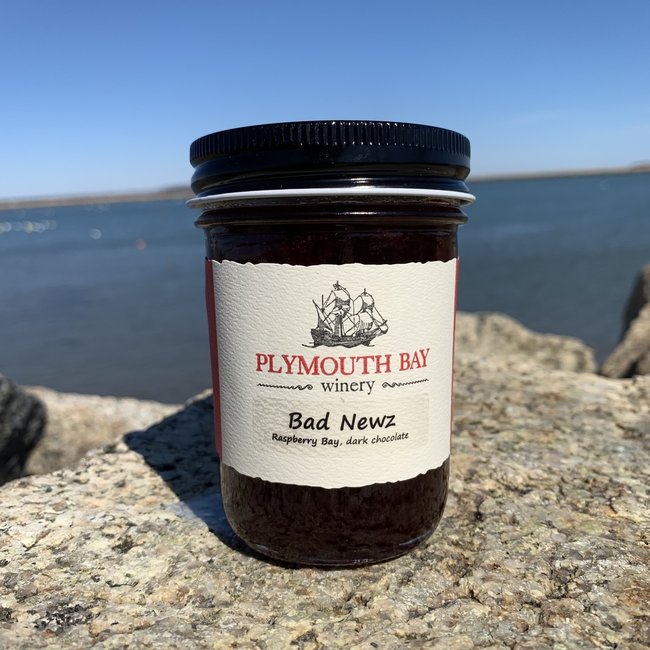 PLYMOUTH BAY
winery
Bad Newz
Raspberry Bay, dark chocolate